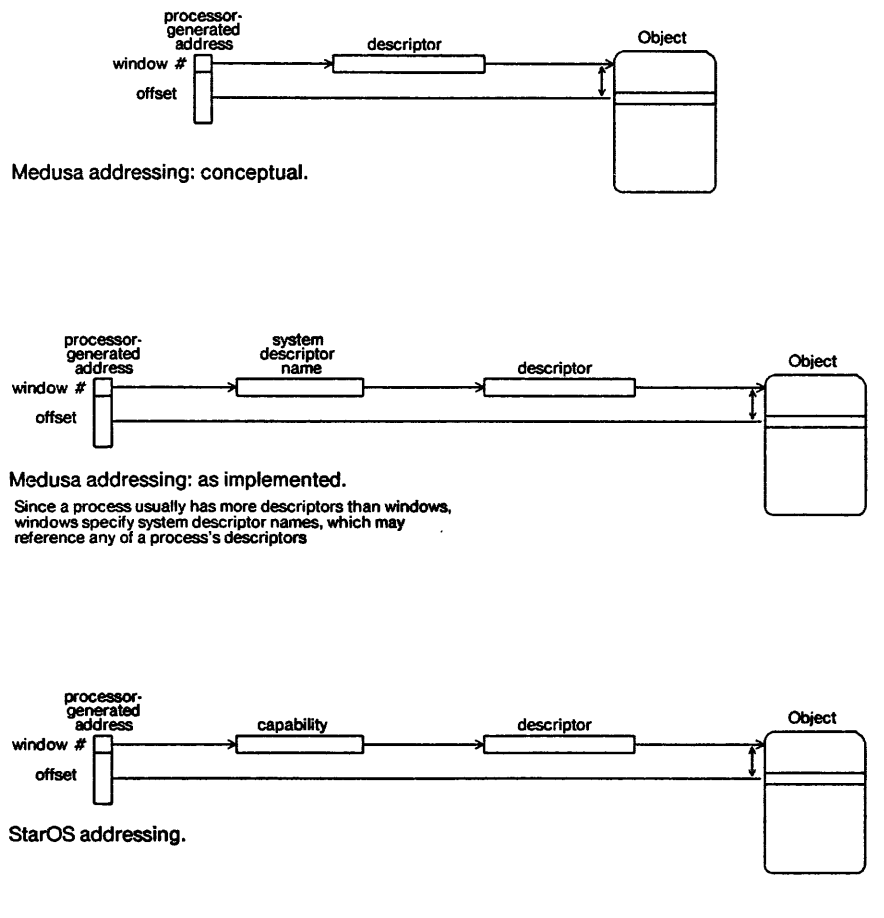 processor-
generated
address
descriptor
Object
window #
offset
Medusa addressing: conceptual.
processor-
generated
address
system
descriptor
name
descriptor
Object
window #
offset
Medusa addressing: as implemented.
Since a process usually has more descriptors than windows,
windows specify system descriptor names, which may
reference any of a process's descriptors
processor-
generated
address
capability
descriptor
Object
window #
offset
StarOS addressing.